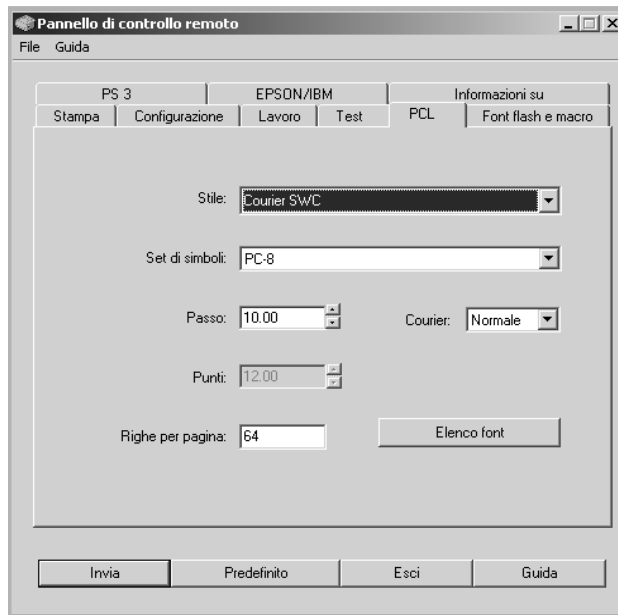 Pannello di controllo remoto
File Guida
PS 3 EPSON/IBM Informazioni su
Stampa Configurazione Lavoro Test PCL Font flash e macro
Stile: Courier SWC
Set di simboli: PC-8
Passo: 10.00 Courier: Normale
Punti: 12.00
Righe per pagina: 64 Elenco font
Invia Predefinito Esci Guida